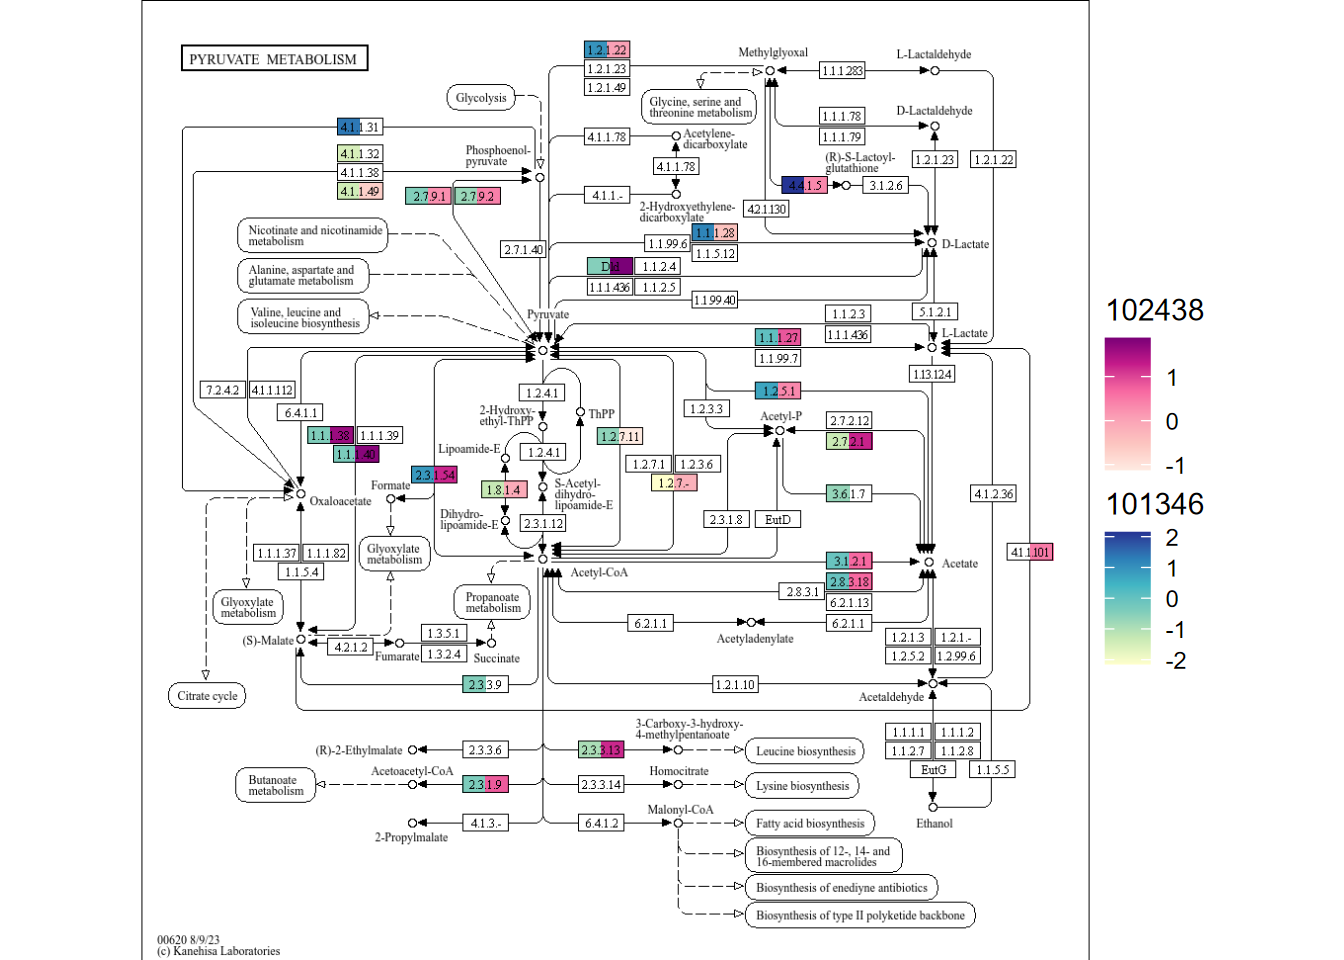 PYRUVATE METABOLISM
1.2.1.22
1.2.1.23
1.2.1.49
Methylglyoxal
1.1.1.283
L-Lactaldehyde
Glycolysis
Glycine, serine and
threonine metabolism
1.1.1.78
1.1.1.79
D-Lactaldehyde
4.1.1.31
4.1.1.32
4.1.1.38
4.1.1.49
Phosphoenol-
pyruvate
4.1.1.78
Acetylene-
dicarboxylate
4.1.1.78
(R)-S-Lactoyl-
glutathione
1.2.1.23
1.2.1.22
2.7.9.1
2.7.9.2
4.1.1.-
4.4.1.5
3.1.2.6
2-Hydroxyethylene-
dicarboxylate
4.2.1.130
Nicotinate and nicotinamide
metabolism
2.7.1.40
1.1.99.6
1.1.1.28
1.1.5.12
D-Lactate
Alanine, aspartate and
glutamate metabolism
Dld
1.1.2.4
1.1.1.436
1.1.2.5
1.1.99.40
Valine, leucine and
isoleucine biosynthesis
Pyruvate
1.1.2.3
1.1.1.436
5.1.2.1
L-Lactate
1.1.1.27
1.1.99.7
1.13.12.4
7.2.4.2
4.1.1.112
6.4.1.1
1.2.4.1
1.2.5.1
1.2.3.3
2-Hydroxy-
ethyl-ThPP
ThPP
Acetyl-P
2.7.2.12
2.7.2.1
1.1.1.38
1.1.1.39
1.1.1.40
Lipoamide-E
1.2.4.1
1.2.7.11
1.2.7.1
1.2.3.6
1.2.7.-
2.3.1.54
Formate
Oxaloacetate
1.8.1.4
S-Acetyl-
dihydro-
lipoamide-E
3.6.1.7
4.1.2.36
Dihydro-
lipoamide-E
2.3.1.12
2.3.1.8
EutD
1.1.1.37
1.1.1.82
1.1.5.4
Glyoxylate
metabolism
4.1.1.101
Acetyl-CoA
3.1.2.1
Acetate
2.8.3.18
2.8.3.1
6.2.1.13
Glyoxylate
metabolism
Propanoate
metabolism
6.2.1.1
6.2.1.1
Acetyladenylate
(S)-Malate
4.2.1.2
Fumarate
1.3.5.1
1.3.2.4
Succinate
1.2.1.3
1.2.1.-
1.2.5.2
1.2.99.6
Citrate cycle
2.3.3.9
1.2.1.10
Acetaldehyde
(R)-2-Ethylmalate
2.3.3.6
2.3.3.13
3-Carboxy-3-hydroxy-
4-methylpentanoate
Leucine biosynthesis
1.1.1.1
1.1.1.2
1.1.2.7
1.1.2.8
EutG
1.1.5.5
Butanoate
metabolism
Acetoacetyl-CoA
2.3.1.9
2.3.3.14
Homocitrate
Lysine biosynthesis
2-Propylmalate
4.1.3.-
6.4.1.2
Malonyl-CoA
Fatty acid biosynthesis
Ethanol
Biosynthesis of 12-, 14- and
16-membered macrolides
Biosynthesis of enediyne antibiotics
Biosynthesis of type II polyketide backbone
00620 8/9/23
(c) Kanehisa Laboratories
102438
1
0
-1
101346
2
1
0
-1
-2